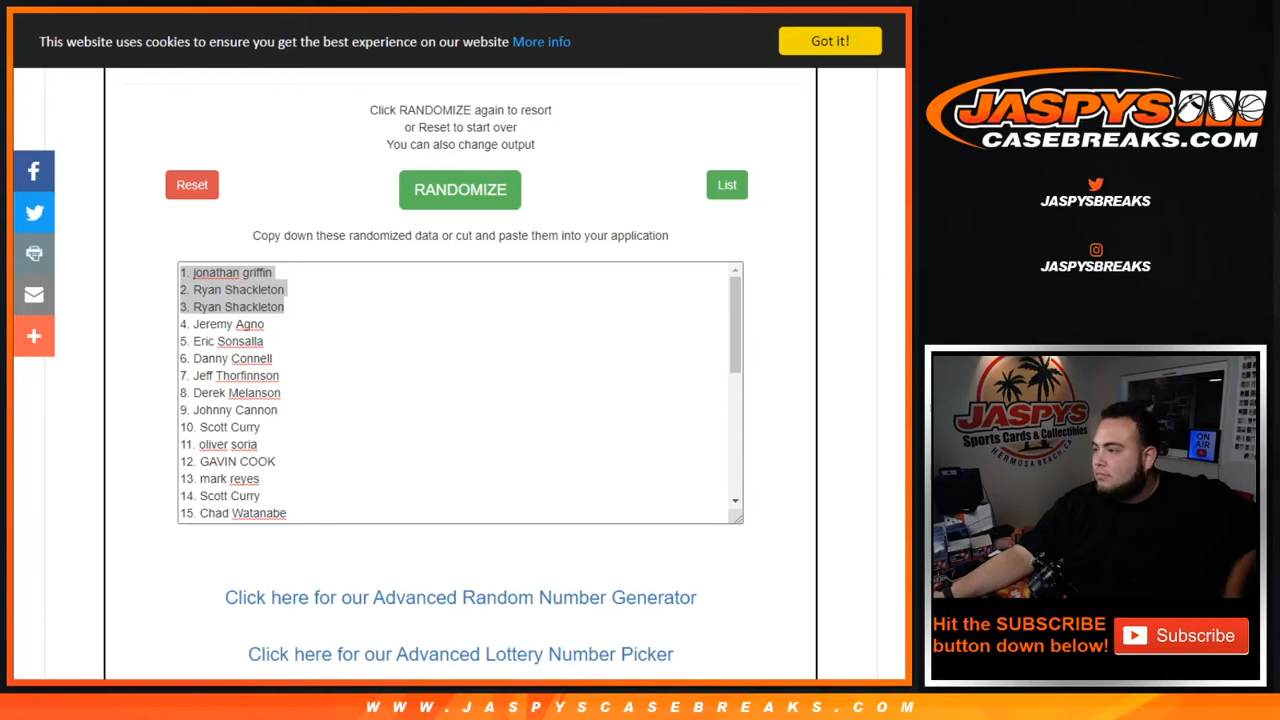 This website uses cookies to ensure you get the best experience on our website More info
Got it!
Click RANDOMIZE again to resort
or Reset to start over
You can also change output
Reset
RANDOMIZE
List
Copy down these randomized data or cut and paste them into your application
1. jonathan griffin
2. Ryan Shackleton
3. Ryan Shackleton
4. Jeremy Agno
5. Eric Sonsalla
6. Danny Connell
7. Jeff Thorfinnson
8. Derek Melanson
9. Johnny Cannon
10. Scott Curry
11. oliver soria
12. GAVIN COOK
13. mark reyes
14. Scott Curry
15. Chad Watanabe
Click here for our Advanced Random Number Generator
Click here for our Advanced Lottery Number Picker
JASPYS
CASEBREAKS.COM
JASPYSBREAKS
JASPYSBREAKS
JASPYS
Sports Cards & Collectibles
HERMOSA BEACH, CA
ON
AIR
Hit the SUBSCRIBE
button down below!
Subscribe
WWW.JASPYSCASEBREAKS.COM